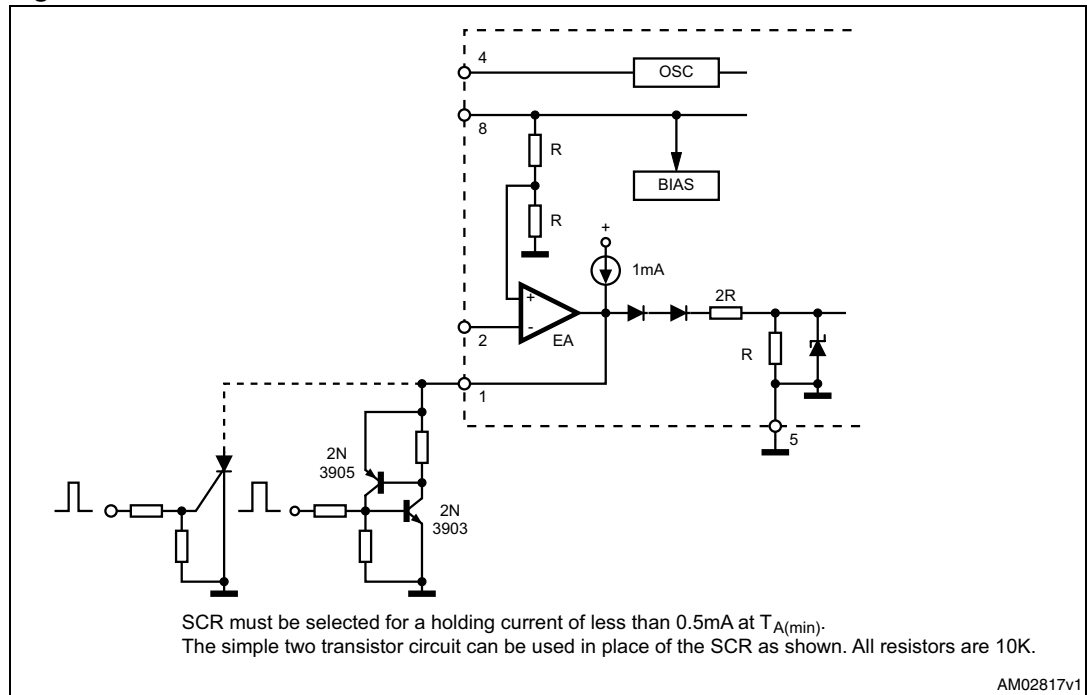 4
OSC
8
R
BIAS
R
+
1mA
+
2R
-
2
EA
R
1
5
2N
3905
2N
3903
SCR must be selected for a holding current of less than 0.5mA at TA(min).
The simple two transistor circuit can be used in place of the SCR as shown. All resistors are 10K.
AM02817v1